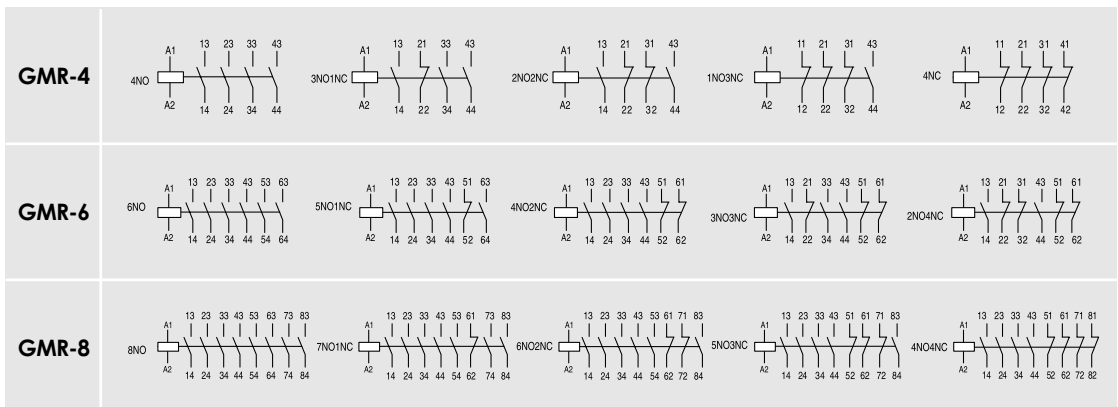 GMR-4
4NO A1 A2 13 23 33 43
14 24 34 44
3NO1NC A1 A2 13 21 33 43
14 22 34 44
2NO2NC A1 A2 13 21 31 43
14 22 32 44
1NO3NC A1 A2 11 21 31 43
12 22 32 44
4NC A1 A2 11 21 31 41
12 22 32 42
GMR-6
6NO A1 A2 13 23 33 43 53 63
14 24 34 44 54 64
5NO1NC A1 A2 13 23 33 43 51 63
14 24 34 44 52 64
4NO2NC A1 A2 13 23 33 43 51 61
14 24 34 44 52 62
3NO3NC A1 A2 13 21 33 43 51 61
14 22 34 44 52 62
2NO4NC A1 A2 13 21 31 43 51 61
14 22 32 44 52 62
GMR-8
8NO A1 A2 13 23 33 43 53 63 73 83
14 24 34 44 54 64 74 84
7NO1NC A1 A2 13 23 33 43 53 61 73 83
14 24 34 44 54 62 74 84
6NO2NC A1 A2 13 23 33 43 53 61 71 83
14 24 34 44 54 62 72 84
5NO3NC A1 A2 13 23 33 43 51 61 71 83
14 24 34 44 52 62 72 84
4NO4NC A1 A2 13 23 33 43 51 61 71 81
14 24 34 44 52 62 72 82